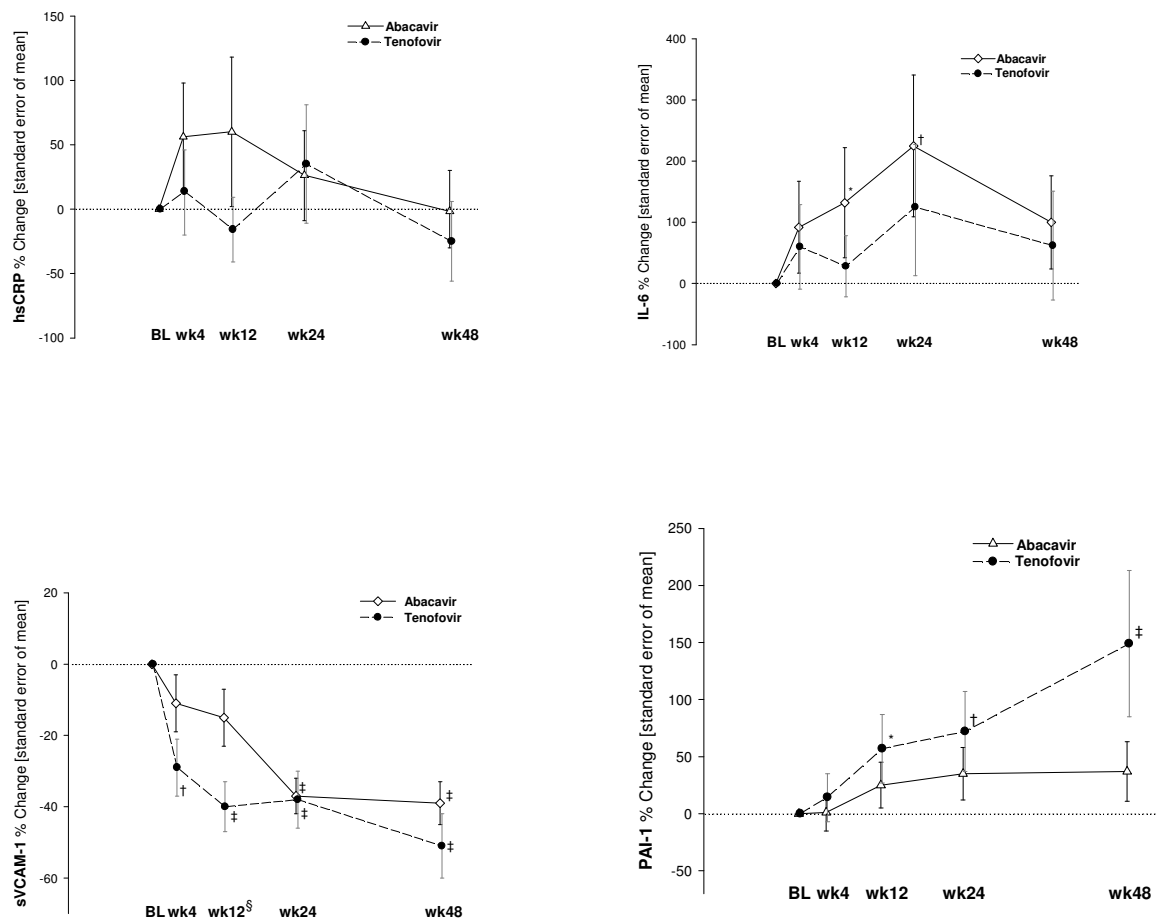 150
100
50
0
-50
-100
hsCRP % Change [standard error of mean]
Abacavir
Tenofovir
BL wk4 wk12 wk24 wk48
400
300
200
100
0
-100
IL-6 % Change [standard error of mean]
Abacavir
Tenofovir
*
†
BL wk4 wk12 wk24 wk48
20
0
-20
-40
-60
sVCAM-1 % Change [standard error of mean]
Abacavir
Tenofovir
†
‡
‡
‡
‡
‡
BL wk4 wk12§ wk24 wk48
250
200
150
100
50
0
-50
PAI-1 % Change [standard error of mean]
Abacavir
Tenofovir
*
†
‡
BL wk4 wk12 wk24 wk48